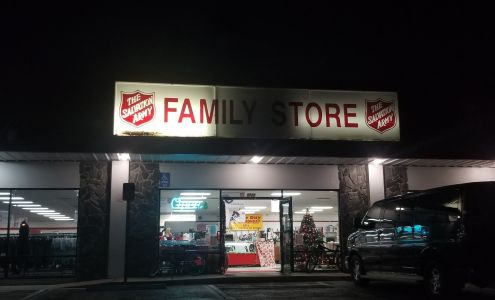 THE
SALVATION
ARMY
FAMILY STORE
THE
SALVATION
ARMY